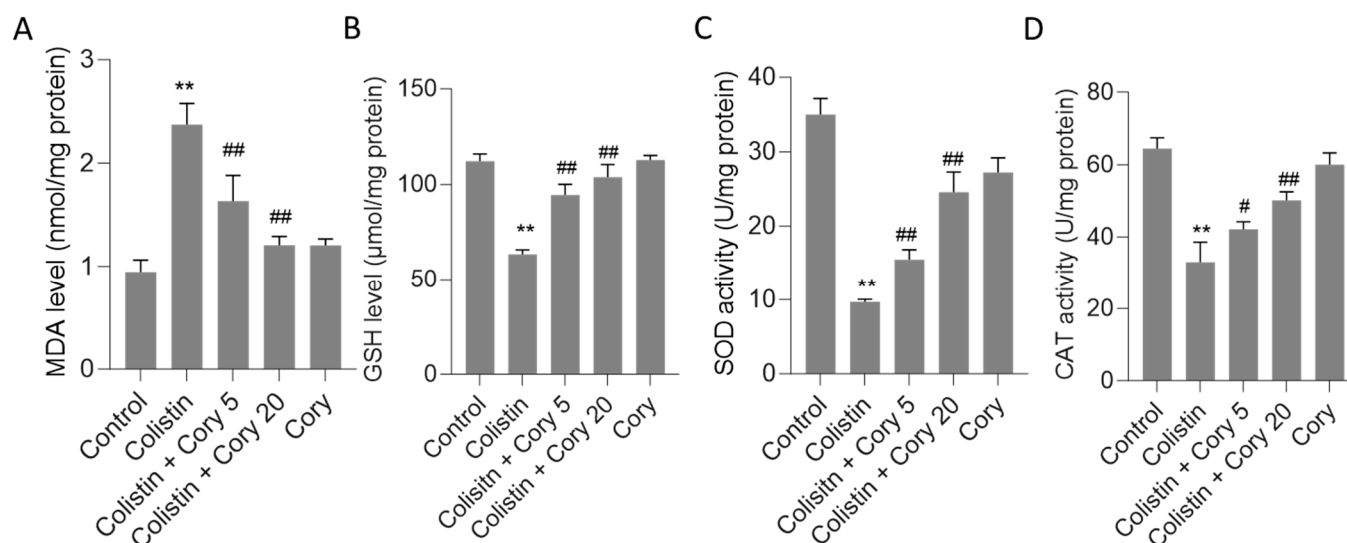 A
MDA level (nmol/mg protein)
3
2
1
0
**
##
##
Control
Colistin
Colistin + Cory 5
Colistin + Cory 20
Cory
B
GSH level (μmol/mg protein)
150
100
50
0
**
##
##
Control
Colistin
Colisitn + Cory 5
Colistin + Cory 20
Cory
C
SOD activity (U/mg protein)
40
30
20
10
0
**
##
##
Control
Colistin
Colisitn + Cory 5
Colistin + Cory 20
Cory
D
CAT activity (U/mg protein)
80
60
40
20
0
**
#
##
Control
Colistin
Colistin + Cory 5
Colistin + Cory 20
Cory